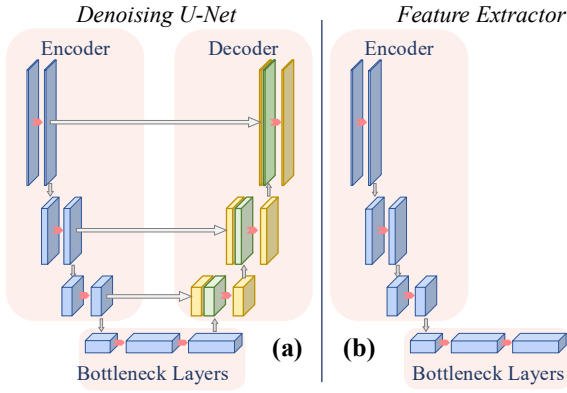 Denoising U-Net
Feature Extractor
Encoder
Decoder
Encoder
(a)
(b)
Bottleneck Layers
Bottleneck Layers